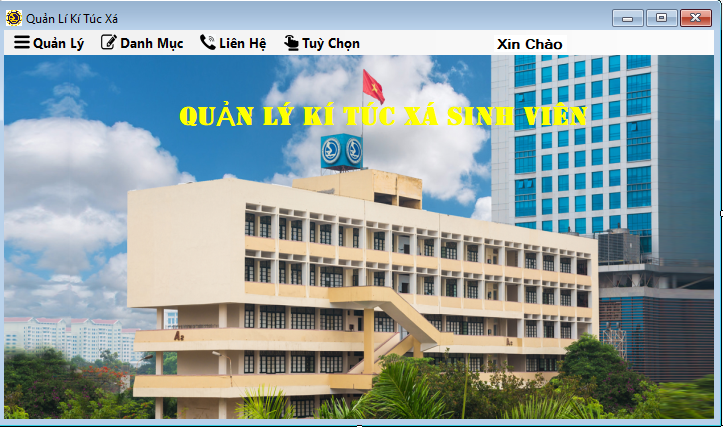 Quản Lí Kí Túc Xá
Quản Lý Danh Mục Liên Hệ Tuỳ Chọn Xin Chào
QUẢN LÝ KÍ TÚC XÁ SINH VIÊN
A2